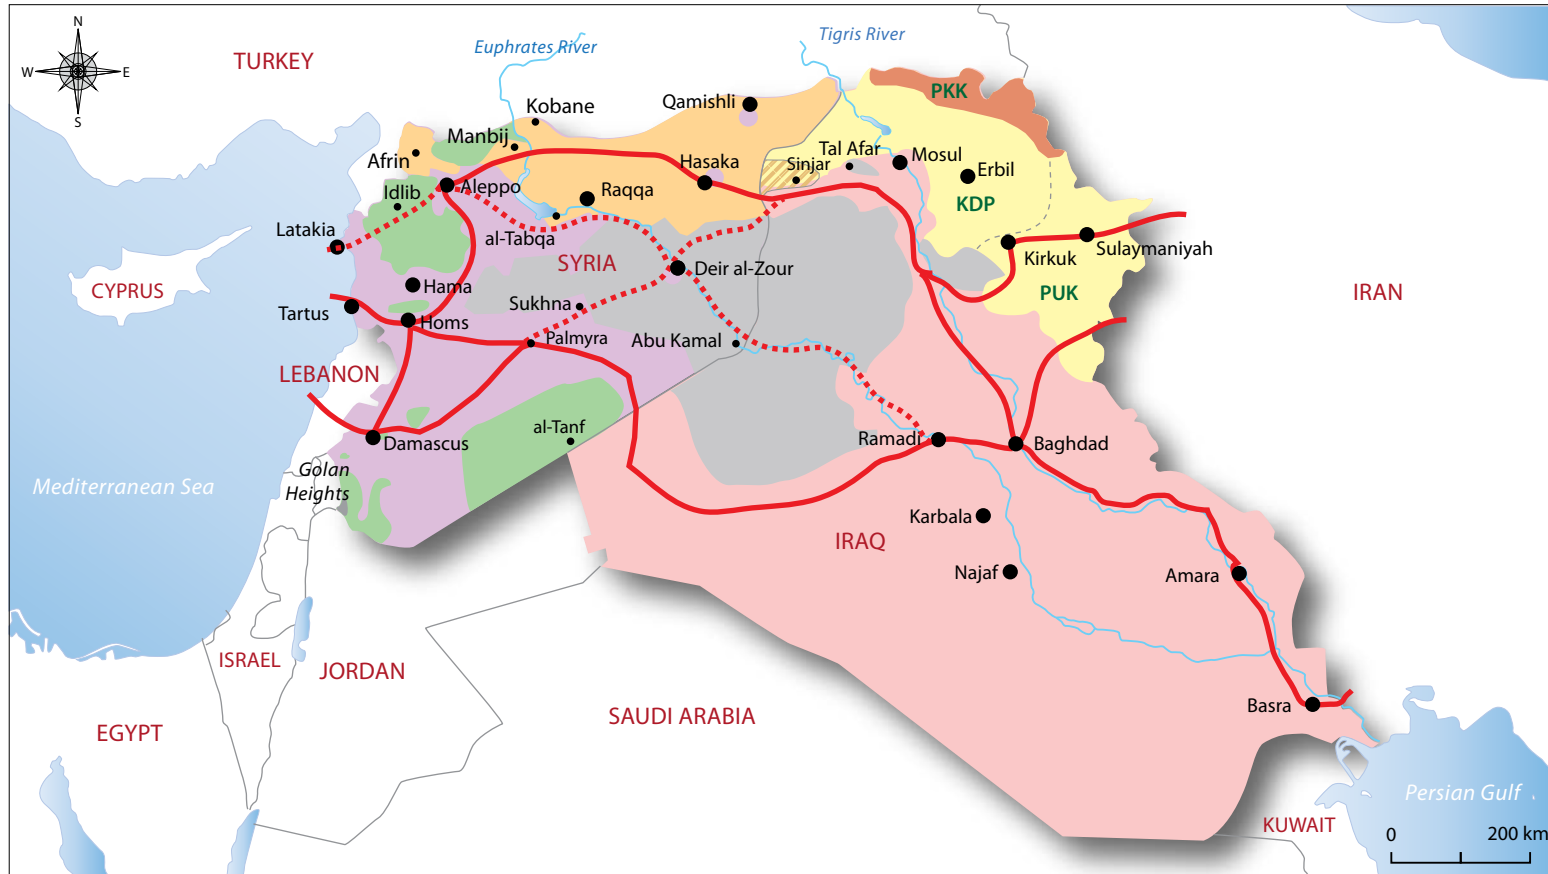 N
W
E
S
TURKEY
Euphrates River
Tigris River
Kobane
Qamishli
PKK
Manbij
Afrin
Hasaka
Tal Afar
Sinjar
Mosul
Erbil
Idlib
Aleppo
Raqqa
KDP
Latakia
al-Tabqa
SYRIA
Deir al-Zour
Kirkuk
Sulaymaniyah
CYPRUS
Hama
Sukhna
PUK
IRAN
Tartus
Homs
Palmyra
Abu Kamal
LEBANON
al-Tanf
Damascus
Ramadi
Baghdad
Golan
Heights
Mediterranean Sea
Karbala
IRAQ
Najaf
Amara
ISRAEL
JORDAN
Basra
SAUDI ARABIA
EGYPT
Persian Gulf
KUWAIT
0
200 km